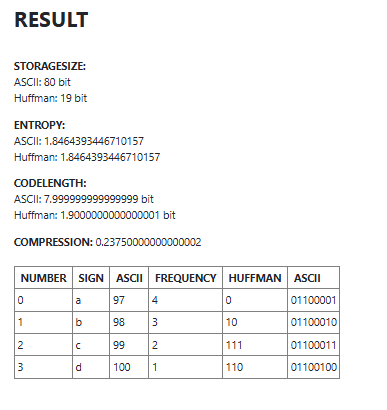 RESULT
STORAGESIZE:
ASCII: 80 bit
Huffman: 19 bit
ENTROPY:
ASCII: 1.8464393446710157
Huffman: 1.8464393446710157
CODELENGTH:
ASCII: 7.999999999999999 bit
Huffman: 1.9000000000000001 bit
COMPRESSION: 0.23750000000000002
NUMBER SIGN ASCII FREQUENCY HUFFMAN ASCII
0 a 97 4 0 01100001
1 b 98 3 10 01100010
2 c 99 2 111 01100011
3 d 100 1 110 01100100